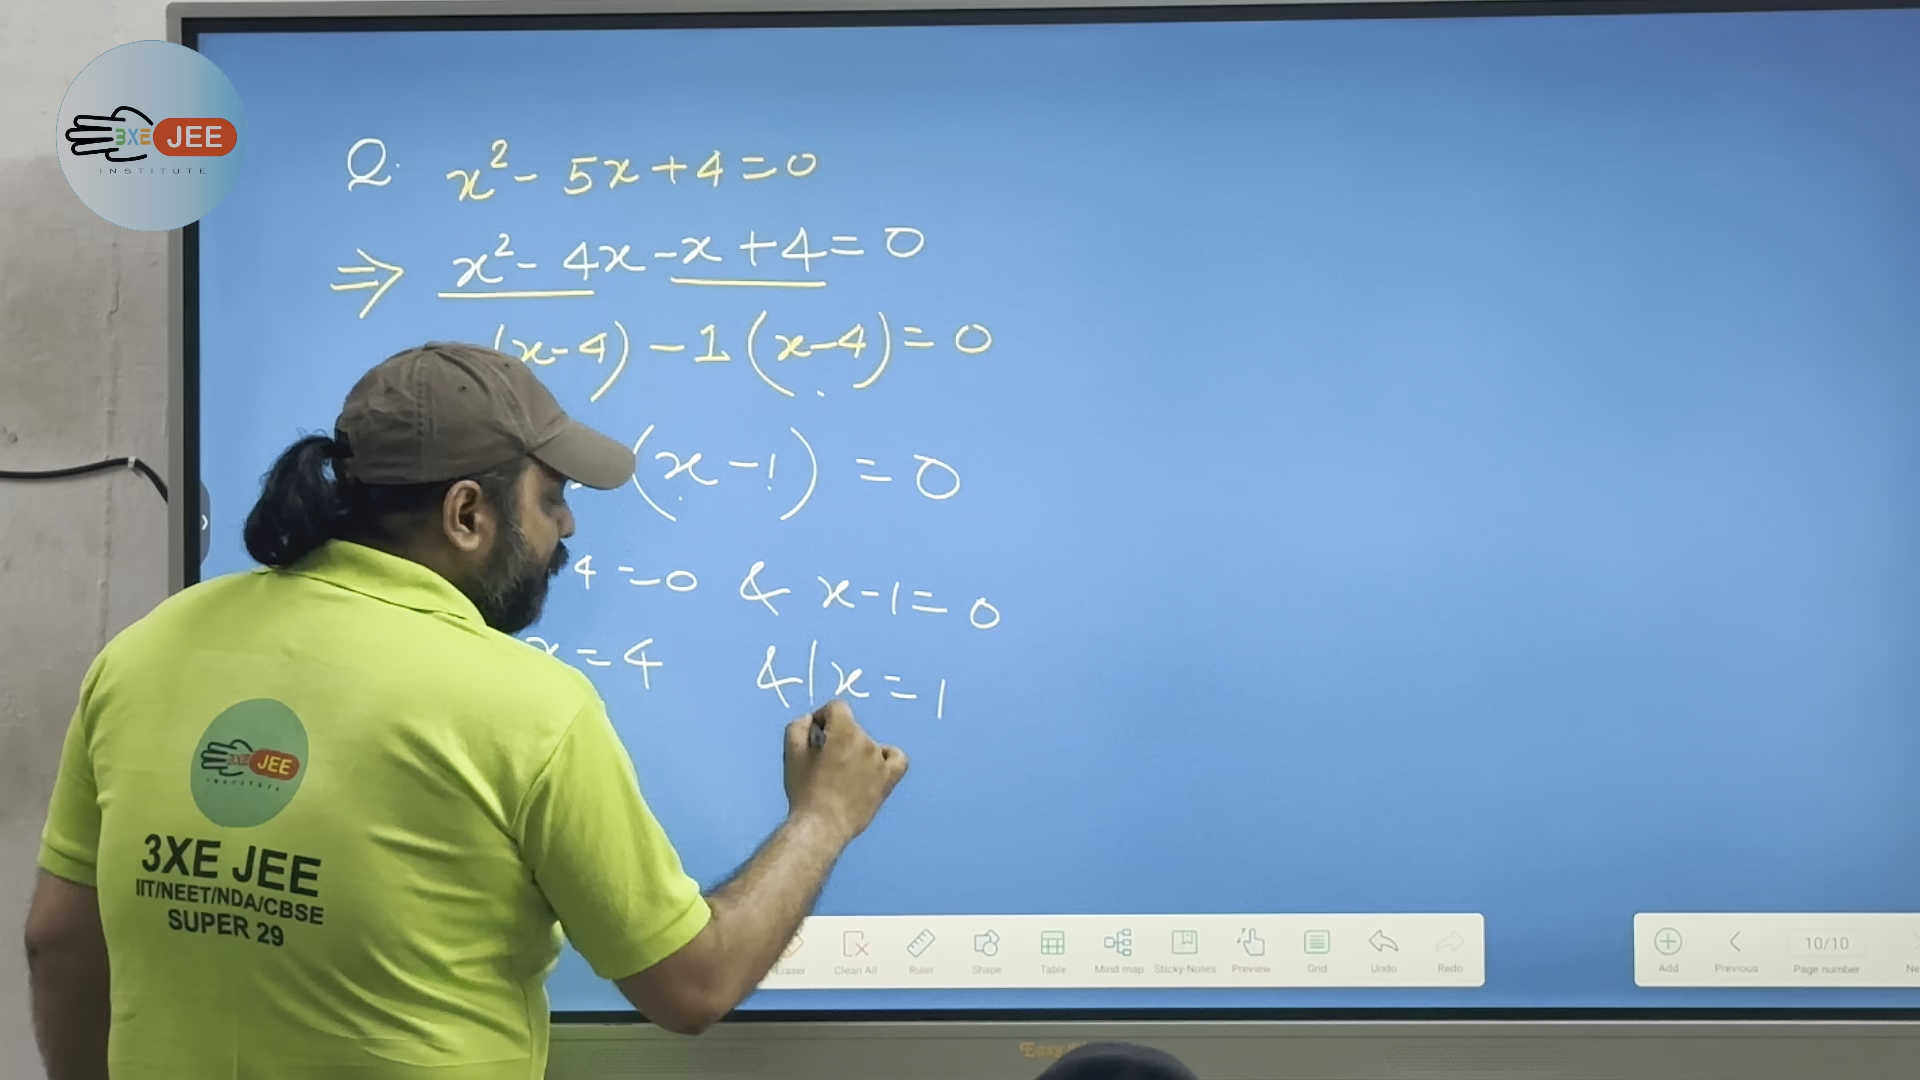 3XE JEE
INSTITUTE
Q. x² - 5x + 4 = 0
⇒ x² - 4x - x + 4 = 0
(x - 4) - 1 (x - 4) = 0
(x - 1) = 0
4 = 0 & x - 1 = 0
x = 4 & x = 1
3XE JEE
INSTITUTE
3XE JEE
IIT/NEET/NDA/CBSE
SUPER 29
Eraser Clean All Ruler Shape Table Mind map Sticky-Notes Preview Grid Undo Redo
Add Previous 10/10 Page number